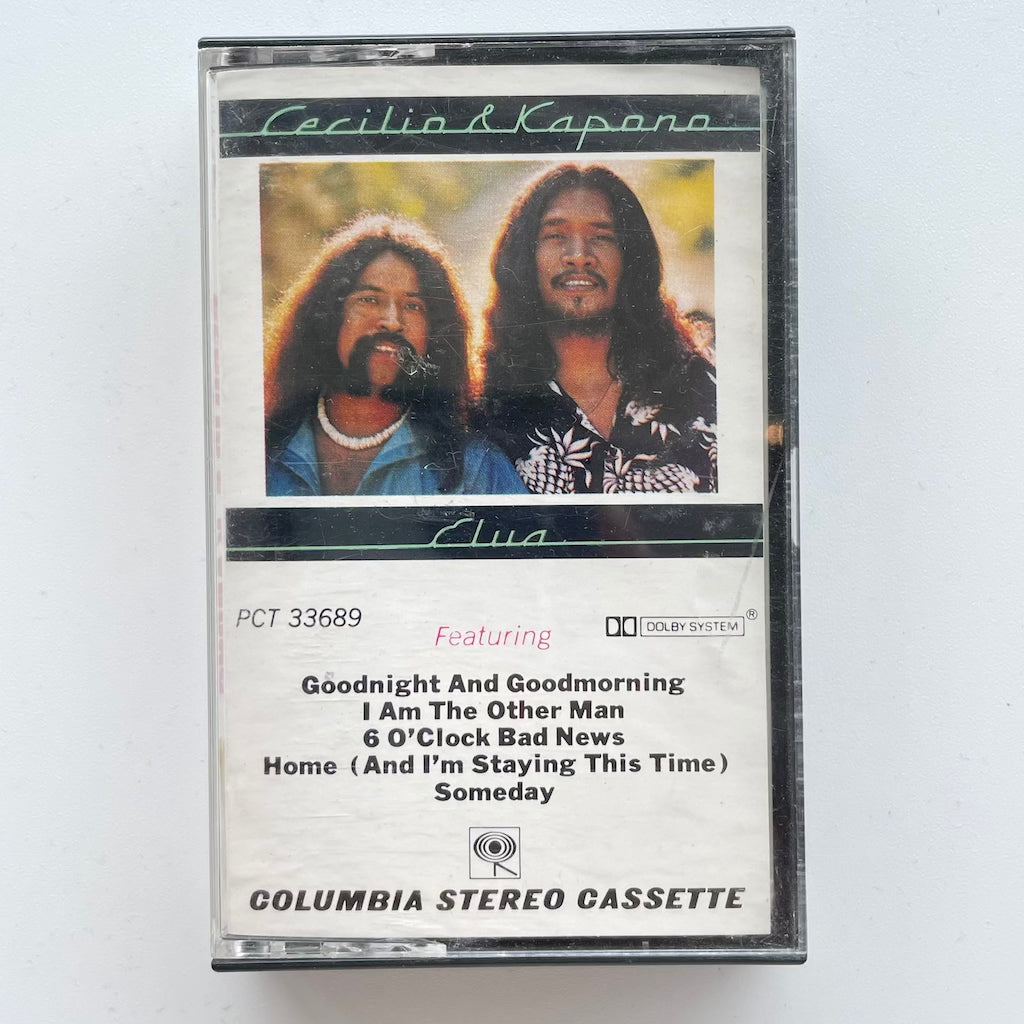 Cecilio & Kapono
Elua
PCT 33689
DOLBY SYSTEM ®
Featuring
Goodnight And Goodmorning
I Am The Other Man
6 O'Clock Bad News
Home (And I'm Staying This Time)
Someday
COLUMBIA STEREO CASSETTE